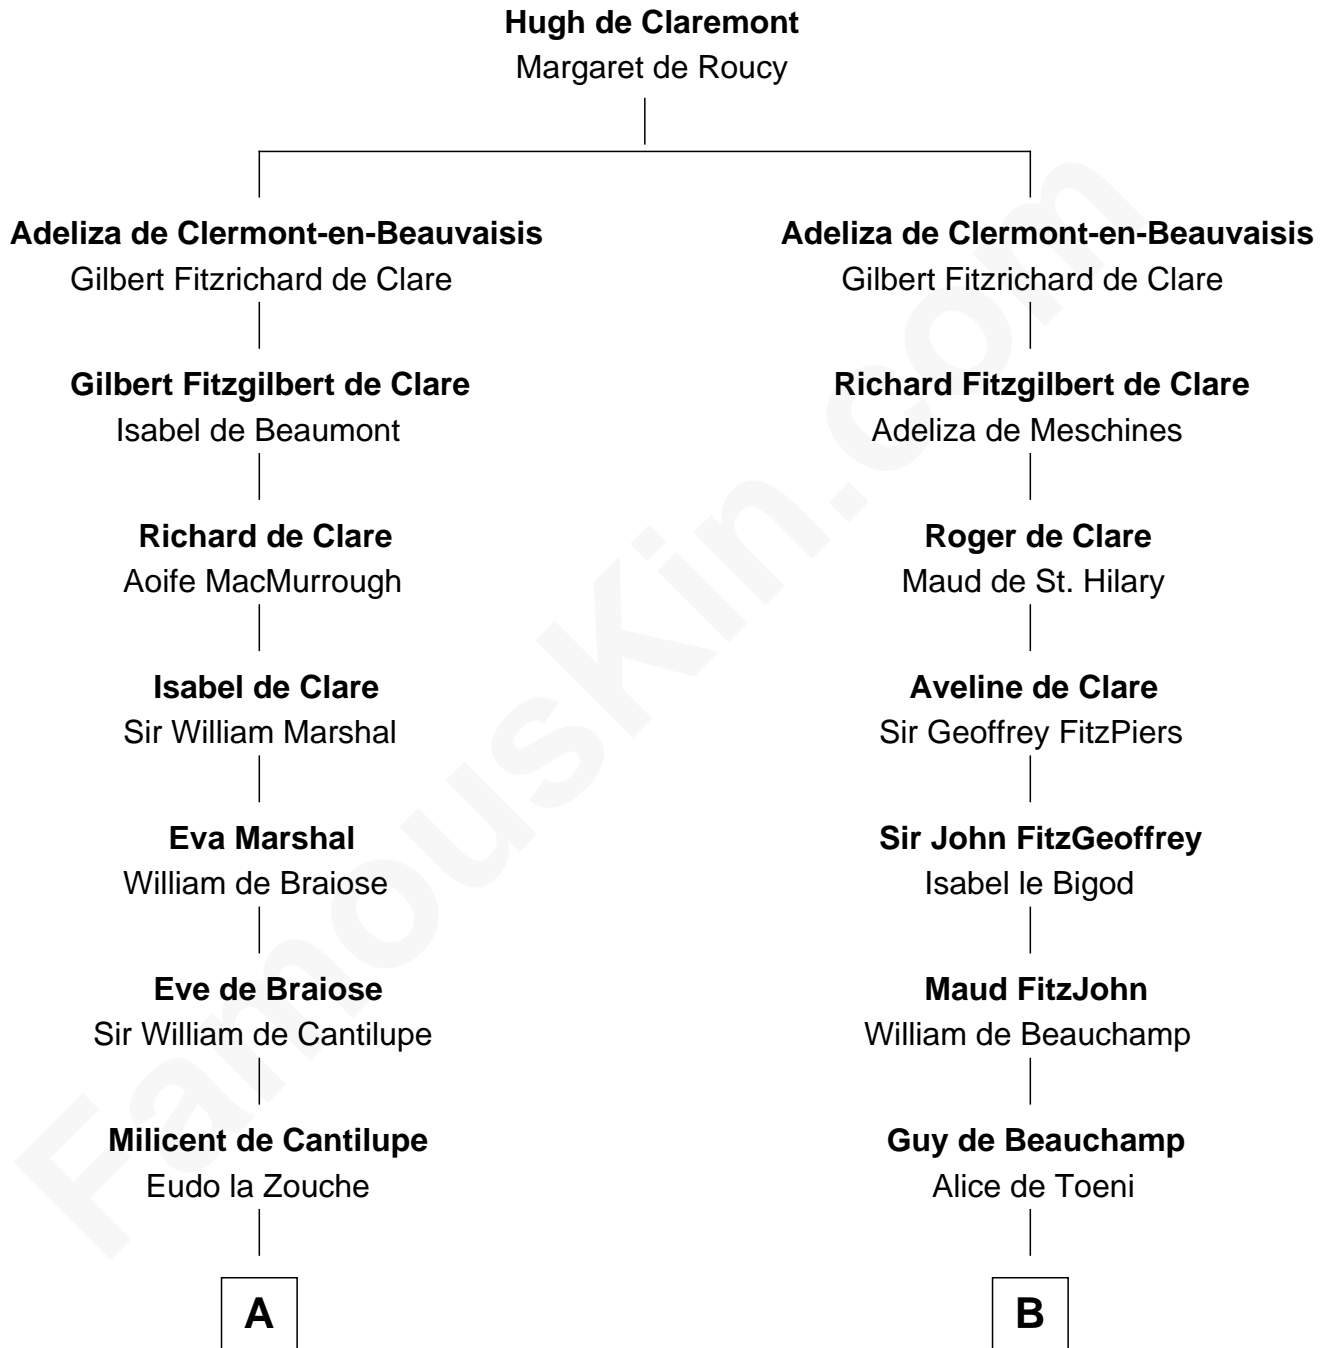 Hugh de Claremont
Margaret de Roucy
Adeliza de Clermont-en-Beauvaisis
Gilbert Fitzrichard de Clare
Gilbert Fitzgilbert de Clare
Isabel de Beaumont
Richard de Clare
Aoife MacMurrough
Isabel de Clare
Sir William Marshal
Eva Marshal
William de Braiose
Eve de Braiose
Sir William de Cantilupe
Milicent de Cantilupe
Eudo la Zouche
A
Adeliza de Clermont-en-Beauvaisis
Gilbert Fitzrichard de Clare
Richard Fitzgilbert de Clare
Adeliza de Meschines
Roger de Clare
Maud de St. Hilary
Aveline de Clare
Sir Geoffrey FitzPiers
Sir John FitzGeoffrey
Isabel le Bigod
Maud FitzJohn
William de Beauchamp
Guy de Beauchamp
Alice de Toeni
B
FamousKin.com